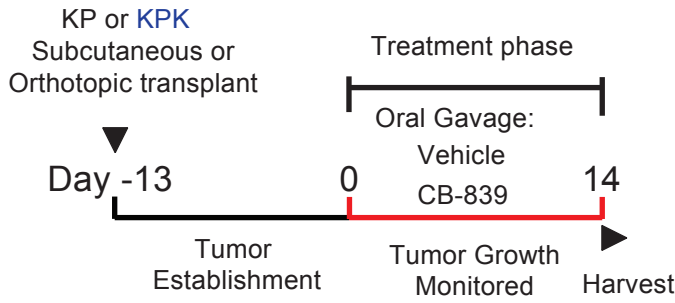 KP or KPK
Subcutaneous or
Orthotopic transplant
Treatment phase
Oral Gavage:
Vehicle
CB-839
Day -13
0
14
Tumor
Establishment
Tumor Growth
Monitored
Harvest